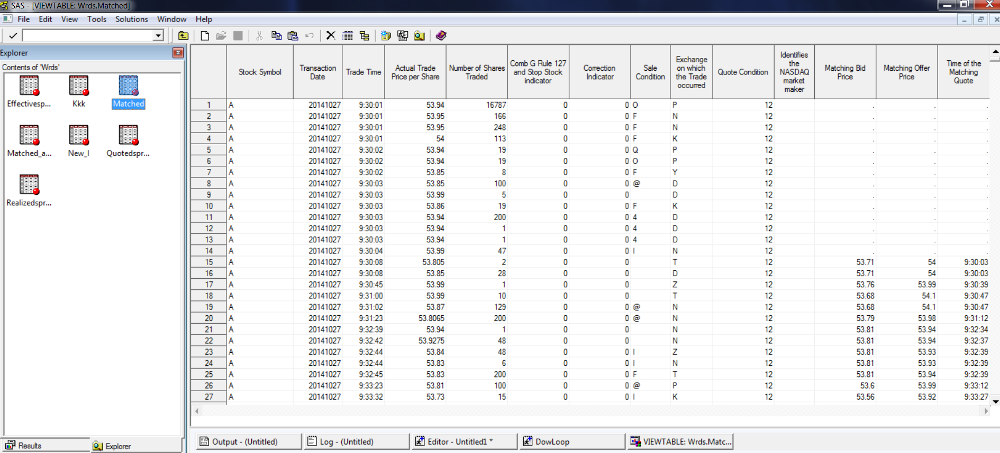 SAS - [VIEWTABLE: Wrds.Matched]
File Edit View Tools Solutions Window Help
Explorer
Contents of 'Wrds'
Effectivesp... Kkk Matched
Matched_a... New_l Quotedspr...
Realizedspr...
Results Explorer
Stock Symbol Transaction Date Trade Time Actual Trade Price per Share Number of Shares Traded Comb G Rule 127 and Stop Stock indicator Correction Indicator Sale Condition Exchange on which the Trade occurred Quote Condition Identifies the NASDAQ market maker Matching Bid Price Matching Offer Price Time of the Matching Quote
1 A 20141027 9:30:01 53.94 16787 0 0 O P 12 . . .
2 A 20141027 9:30:01 53.95 166 0 0 F N 12 . . .
3 A 20141027 9:30:01 53.95 248 0 0 F N 12 . . .
4 A 20141027 9:30:01 54 113 0 0 F K 12 . . .
5 A 20141027 9:30:02 53.94 19 0 0 Q P 12 . . .
6 A 20141027 9:30:02 53.94 19 0 0 O P 12 . . .
7 A 20141027 9:30:02 53.85 8 0 0 F Y 12 . . .
8 A 20141027 9:30:03 53.85 100 0 0 @ D 12 . . .
9 A 20141027 9:30:03 53.99 5 0 0 D 12 . . .
10 A 20141027 9:30:03 53.86 19 0 0 F K 12 . . .
11 A 20141027 9:30:03 53.94 200 0 0 4 D 12 . . .
12 A 20141027 9:30:03 53.94 1 0 0 4 D 12 . . .
13 A 20141027 9:30:03 53.94 1 0 0 4 D 12 . . .
14 A 20141027 9:30:04 53.99 47 0 0 I N 12 . . .
15 A 20141027 9:30:08 53.805 2 0 0 T 12 53.71 54 9:30:03
16 A 20141027 9:30:08 53.85 28 0 0 D 12 53.71 54 9:30:03
17 A 20141027 9:30:45 53.99 1 0 0 Z 12 53.76 53.99 9:30:39
18 A 20141027 9:31:00 53.99 10 0 0 T 12 53.68 54.1 9:30:47
19 A 20141027 9:31:02 53.87 129 0 0 @ N 12 53.68 54.1 9:30:47
20 A 20141027 9:31:23 53.8065 200 0 0 @ N 12 53.79 53.98 9:31:12
21 A 20141027 9:32:39 53.94 1 0 0 N 12 53.81 53.94 9:32:34
22 A 20141027 9:32:42 53.9275 48 0 0 N 12 53.81 53.94 9:32:37
23 A 20141027 9:32:44 53.84 48 0 0 I Z 12 53.81 53.93 9:32:39
24 A 20141027 9:32:44 53.83 6 0 0 I N 12 53.81 53.93 9:32:39
25 A 20141027 9:32:45 53.83 200 0 0 F T 12 53.81 53.94 9:32:39
26 A 20141027 9:33:23 53.81 100 0 0 @ P 12 53.6 53.99 9:33:12
27 A 20141027 9:33:32 53.73 15 0 0 I K 12 53.56 53.92 9:33:27
Output - (Untitled) Log - (Untitled) Editor - Untitled1 * DowLoop VIEWTABLE: Wrds.Matc...